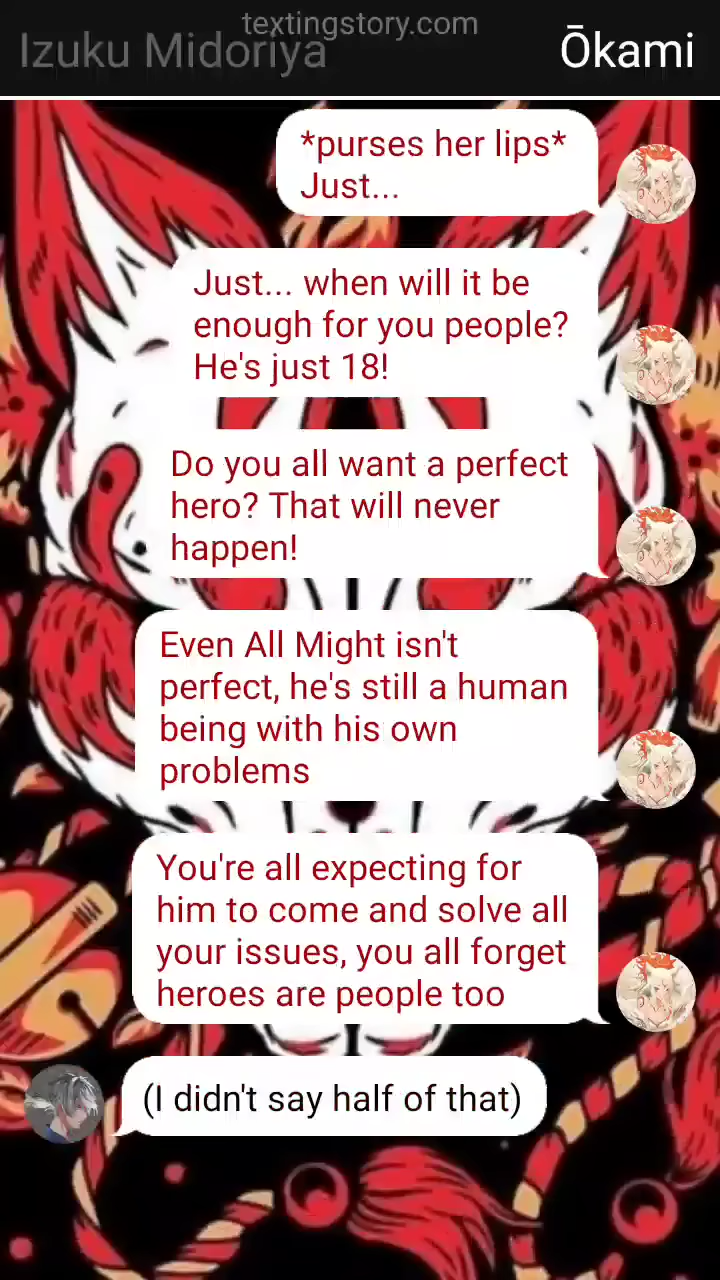 textingstory.com
Izuku Midoriya
Ōkami
*purses her lips*
Just...
Just... when will it be
enough for you people?
He's just 18!
Do you all want a perfect
hero? That will never
happen!
Even All Might isn't
perfect, he's still a human
being with his own
problems
You're all expecting for
him to come and solve all
your issues, you all forget
heroes are people too
(I didn't say half of that)